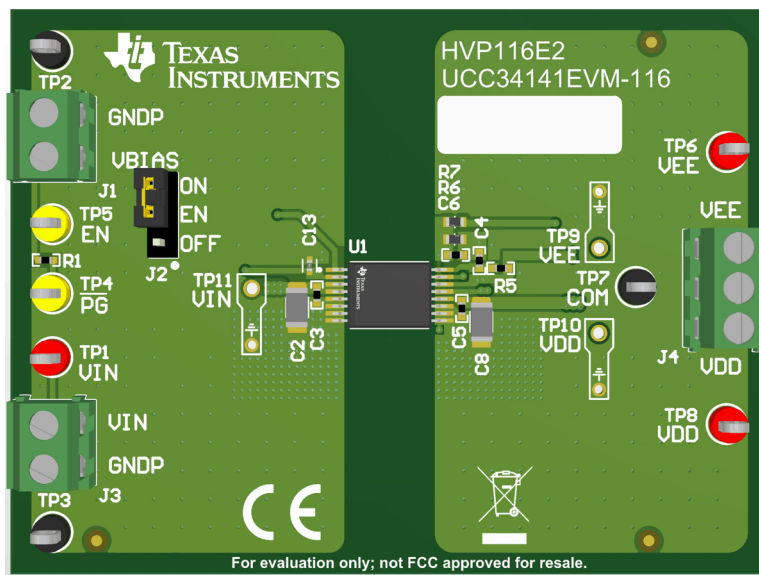 TEXAS
INSTRUMENTS
HVP116E2
UCC34141EVM-116
TP2
GNDP
VBIAS
J1
ON
EN
OFF
J2
TP5
EN
R1
TP4
PG
TP1
VIN
VIN
GNDP
J3
TP3
C13
U1
TP11
VIN
C2
C3
TEXAS
INSTRUMENTS
R7
R6
C6
C4
R5
C5
C8
TP9
VEE
TP7
COM
TP10
VDD
TP6
VEE
VEE
J4
VDD
TP8
VDD
CE
For evaluation only; not FCC approved for resale.